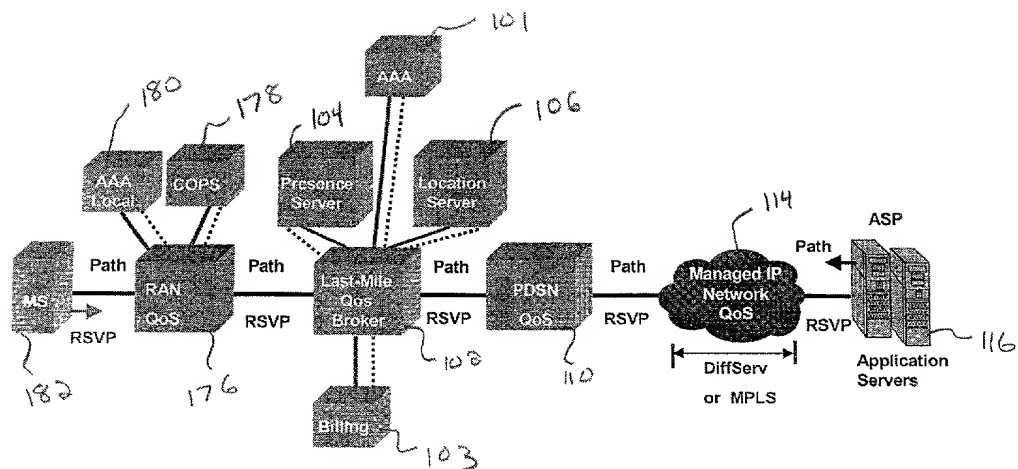 101
AAA
180
178
104
106
AAA
Local
COPS
Presence
Server
Location
Server
114
ASP
Path
Path
Path
Path
Path
MS
RAN
QoS
Last-Mile
Qos
Broker
PDSN
QoS
Managed IP
Network
QoS
RSVP
RSVP
RSVP
RSVP
RSVP
182
176
102
110
DiffServ
or MPLS
Application
Servers
116
Billing
103